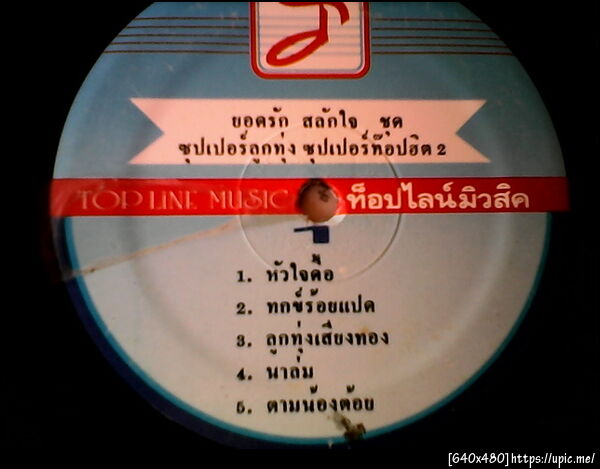 ยอดรัก สลักใจ ชุด
ซุปเปอร์ลูกทุ่ง ซุปเปอร์ท๊อปฮิต 2
TOP LINE MUSIC ท็อปไลน์มิวสิค
1. หัวใจดื้อ
2. ทุกข์ร้อยแปด
3. ลูกทุ่งเสียงทอง
4. นาล่ม
5. ตามน้องต้อย
[640x480]https://upic.me/